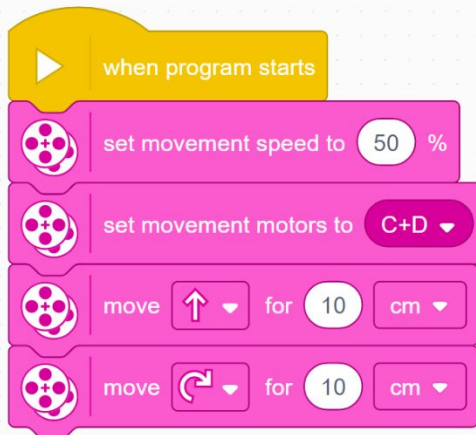 when program starts
set movement speed to 50 %
set movement motors to C+D
move for 10 cm
move for 10 cm